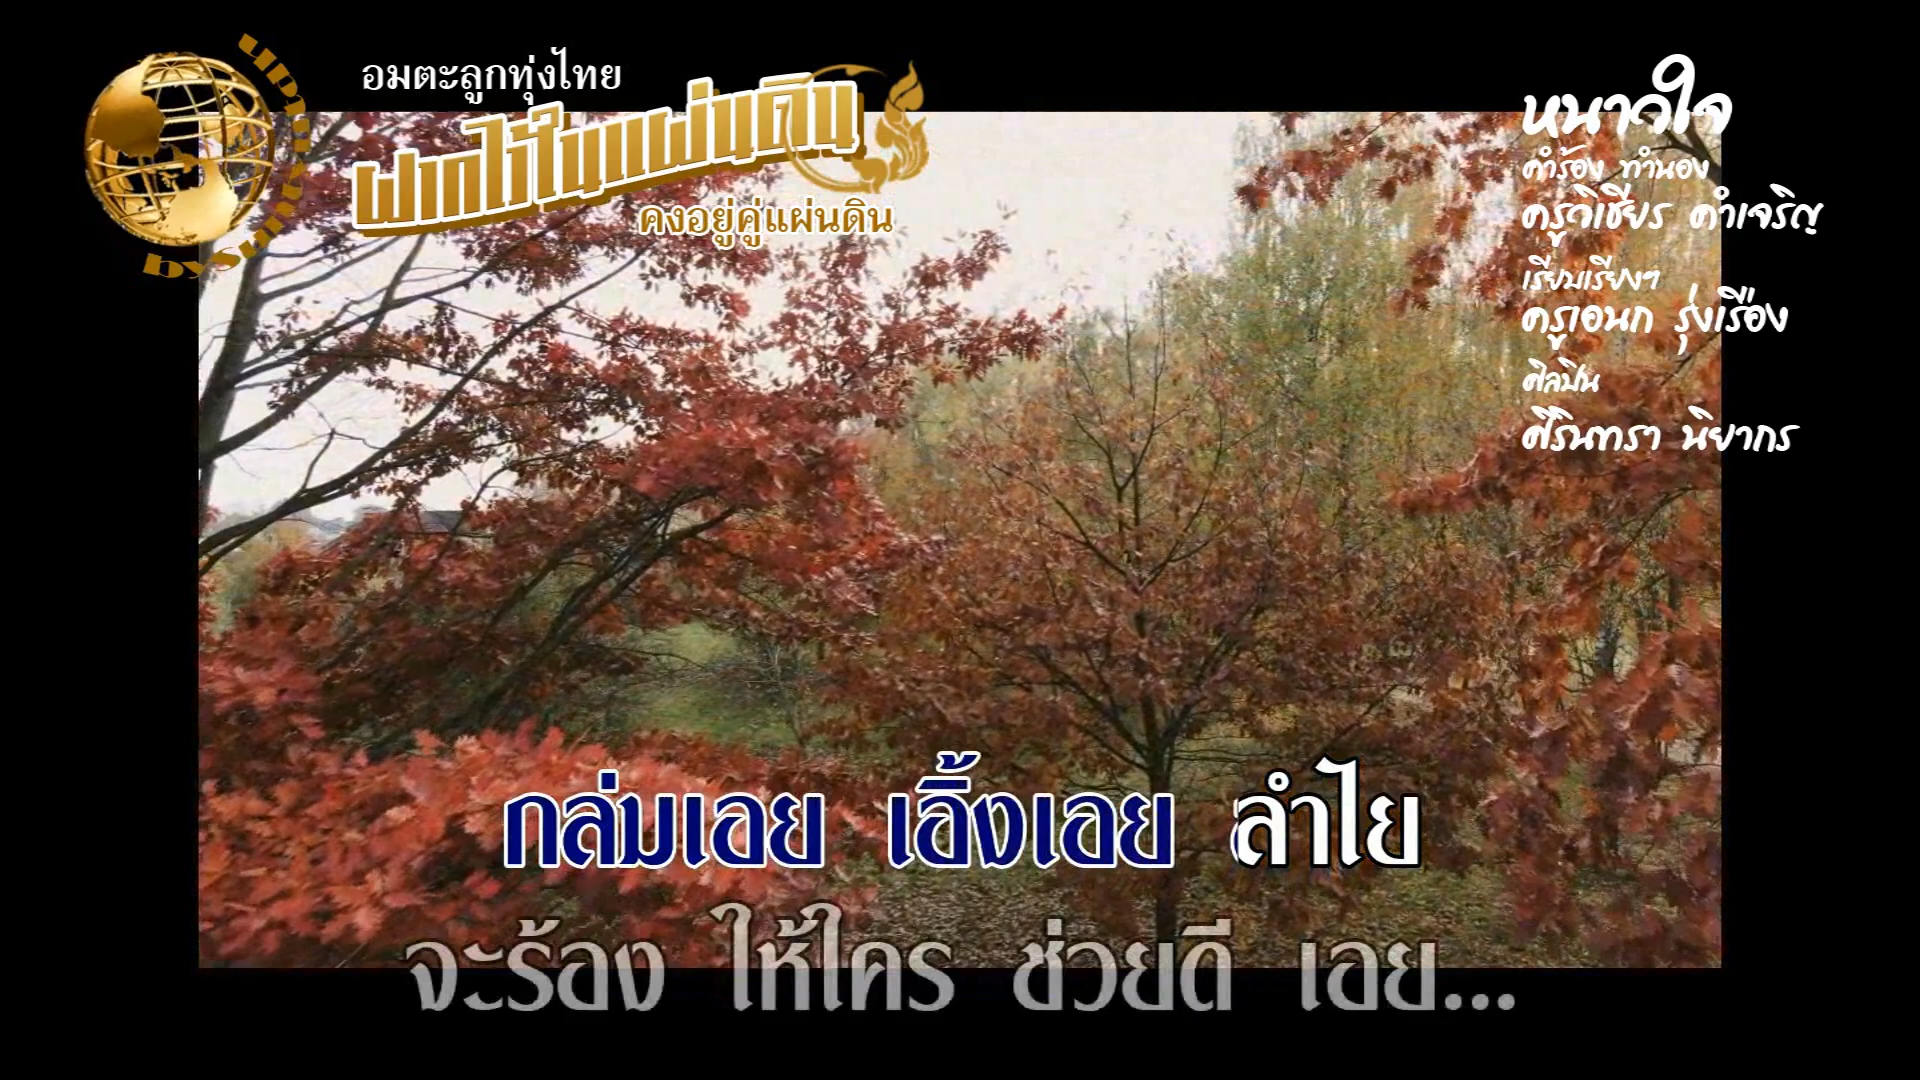 อมตะลูกทุ่งไทย
ฝากไว้ในแผ่นดิน
คงอยู่คู่แผ่นดิน
หนาวใจ
คำร้อง ทำนอง
ครูวิเชียร คำเจริญ
เรียบเรียงฯ
ครูเอนก รุ่งเรือง
ศิลปิน
ศิรินทรา นิยากร
กล่มเอย เอิ้งเอย ลำไย
จะร้อง ให้ใคร ช่วยดี เอย...